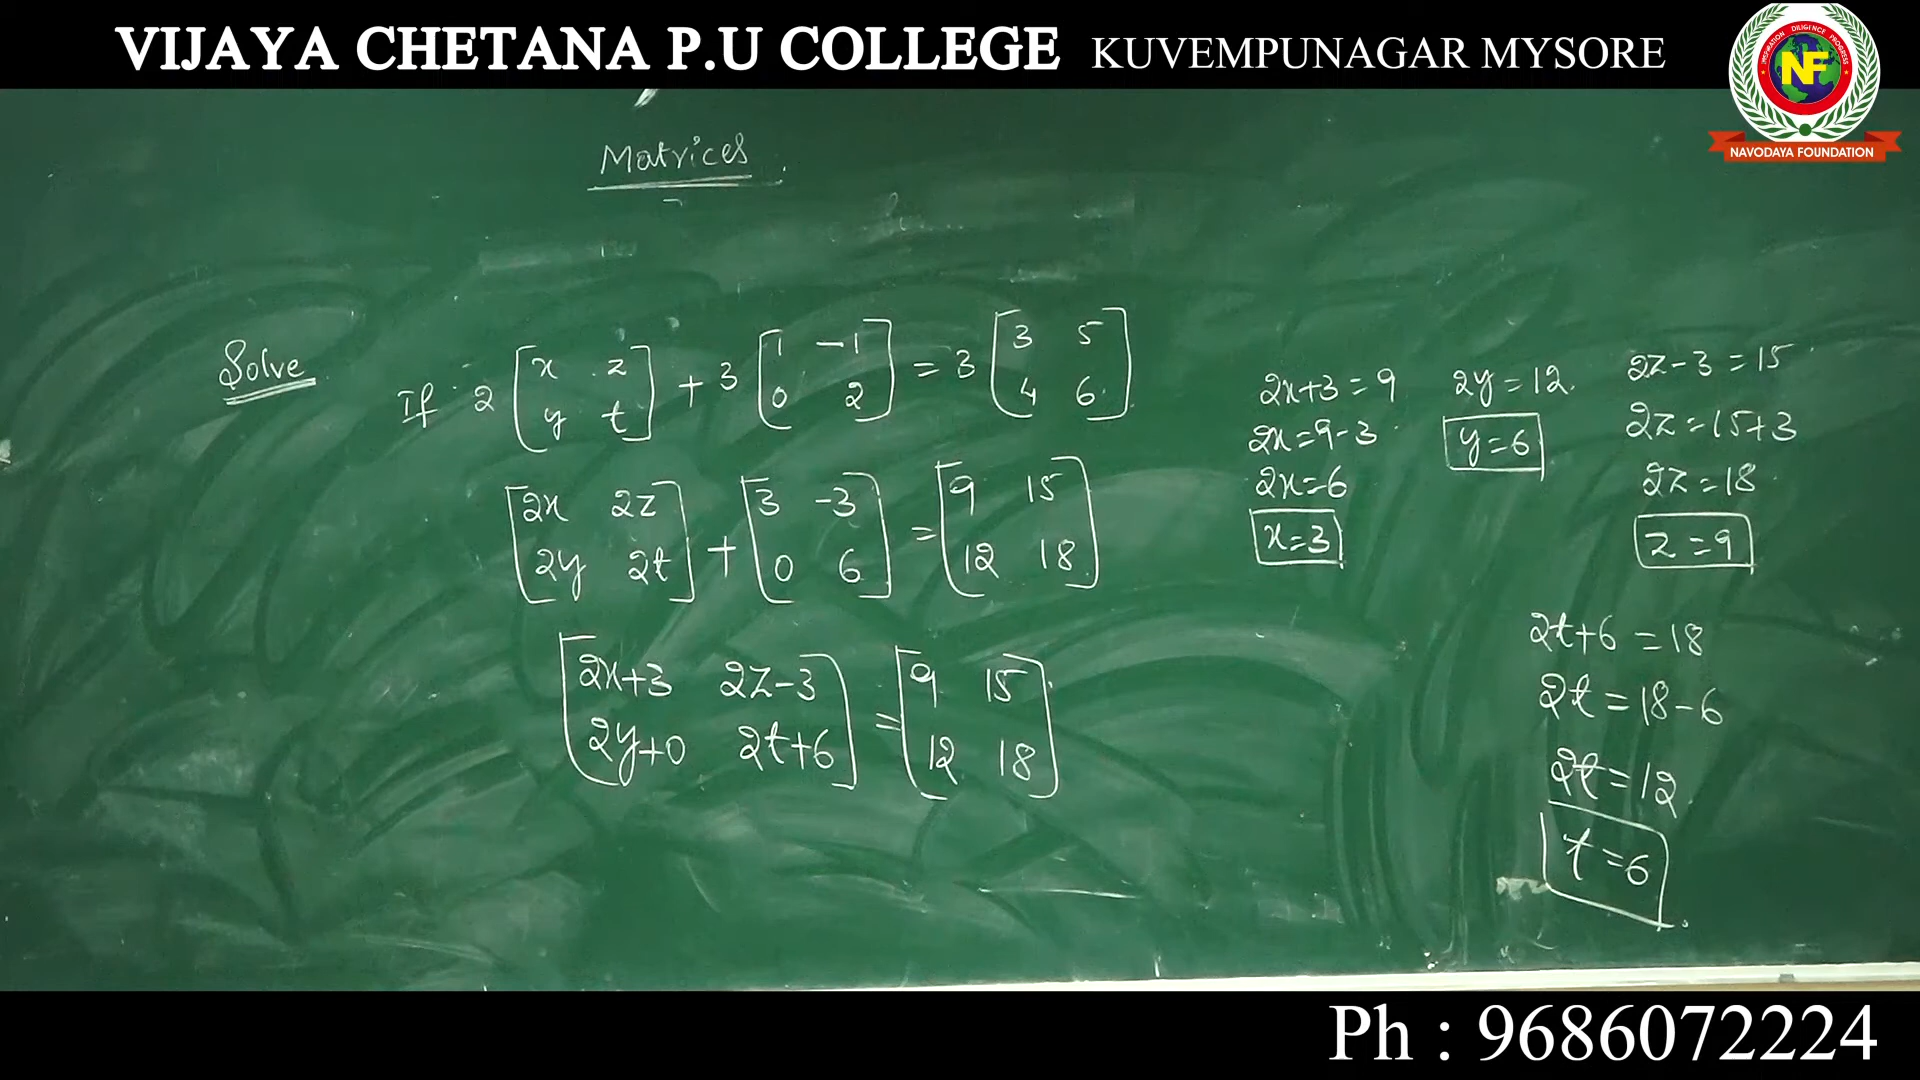 VIJAYA CHETANA P.U COLLEGE KUVEMPUNAGAR MYSORE
INSPIRATION DILIGENCE PROGRESS
NF
NAVODAYA FOUNDATION
Matrices
Solve
If 2 [x z; y t] + 3 [1 -1; 0 2] = 3 [3 5; 4 6]
[2x 2z; 2y 2t] + [3 -3; 0 6] = [9 15; 12 18]
[2x+3 2z-3; 2y+0 2t+6] = [9 15; 12 18]
2x+3=9
2x=9-3
2x=6
x=3
2y=12
y=6
2z-3=15
2z=15+3
2z=18
z=9
2t+6=18
2t=18-6
2t=12
t=6
Ph : 9686072224